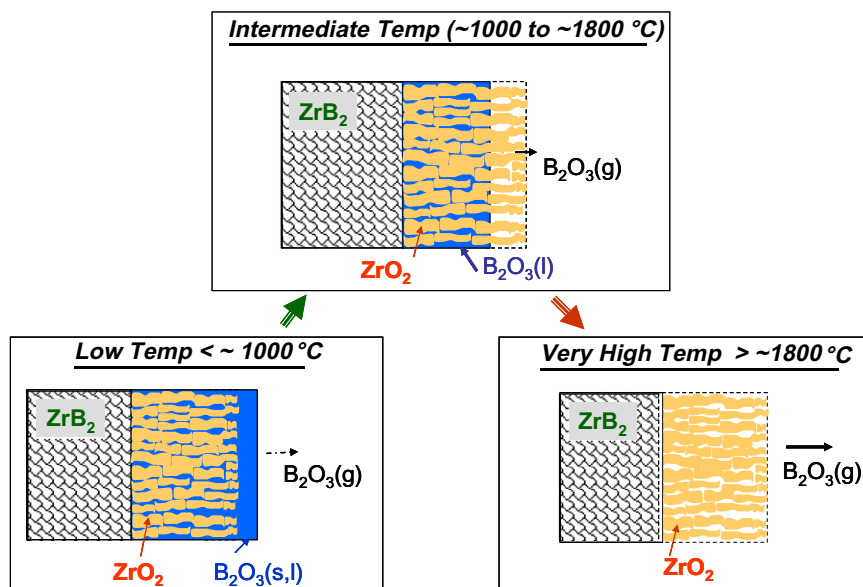 Intermediate Temp (~1000 to ~1800 °C)
ZrB₂
B₂O₃(g)
ZrO₂
B₂O₃(l)
Low Temp < ~ 1000 °C
ZrB₂
B₂O₃(g)
ZrO₂
B₂O₃(s,l)
Very High Temp > ~1800 °C
ZrB₂
B₂O₃(g)
ZrO₂